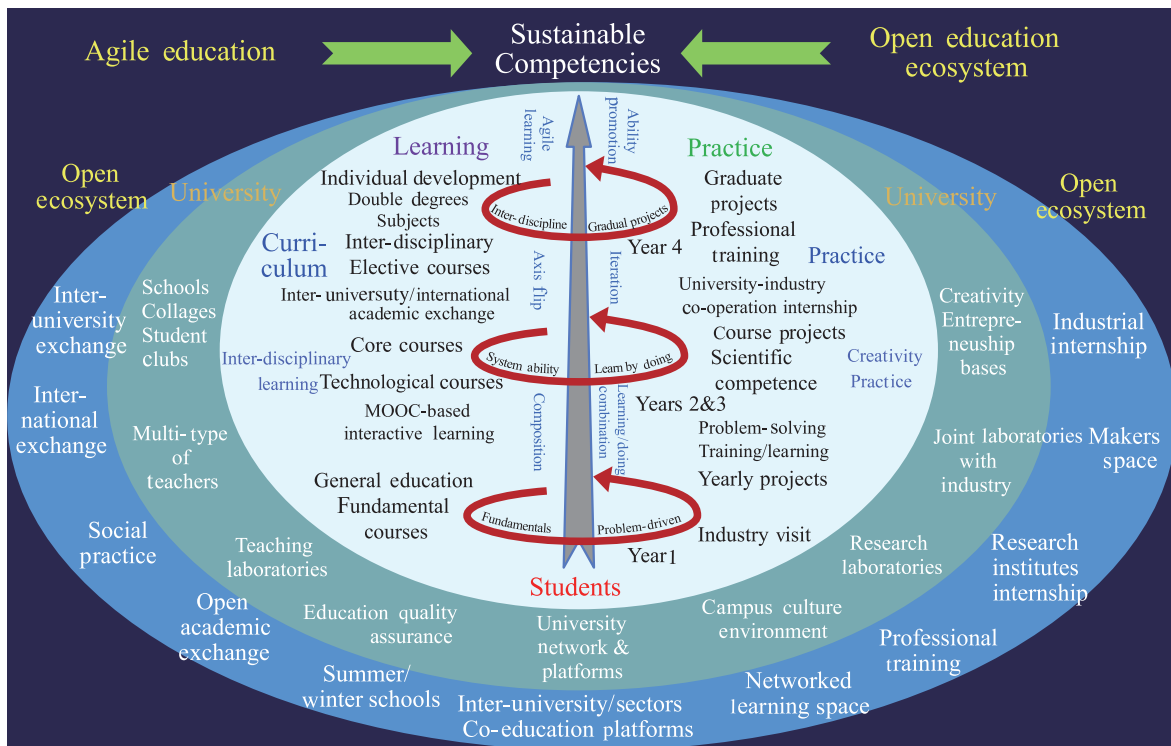 Agile education
Sustainable
Competencies
Open education
ecosystem
Open
ecosystem
University
Learning
Agile
learning
Ability
promotion
Practice
University
Open
ecosystem
Individual development
Double degrees
Subjects
Inter-disciplinary
Elective courses
Curri-
culum
Inter-universuty/international
academic exchange
Core courses
Inter-disciplinary
learning
Technological courses
MOOC-based
interactive learning
General education
Fundamental
courses
Inter-discipline
Gradual projects
Year 4
Axis flip
Iteration
System ability
Learn by doing
Years 2&3
Composition
Learning/doing
combination
Fundamentals
Problem-driven
Year1
Students
Graduate
projects
Professional
training
Practice
University-industry
co-operation internship
Course projects
Scientific
competence
Creativity
Practice
Problem-solving
Training/learning
Yearly projects
Industry visit
Schools
Collages
Student
clubs
Multi-type
of
teachers
Teaching
laboratories
Education quality
assurance
University
network &
platforms
Campus culture
environment
Research
laboratories
Joint laboratories
with
industry
Creativity
Entrepre-
neuship
bases
Inter-
university
exchange
Inter-
national
exchange
Social
practice
Open
academic
exchange
Summer/
winter schools
Inter-university/sectors
Co-education platforms
Networked
learning space
Professional
training
Research
institutes
internship
Makers
space
Industrial
internship